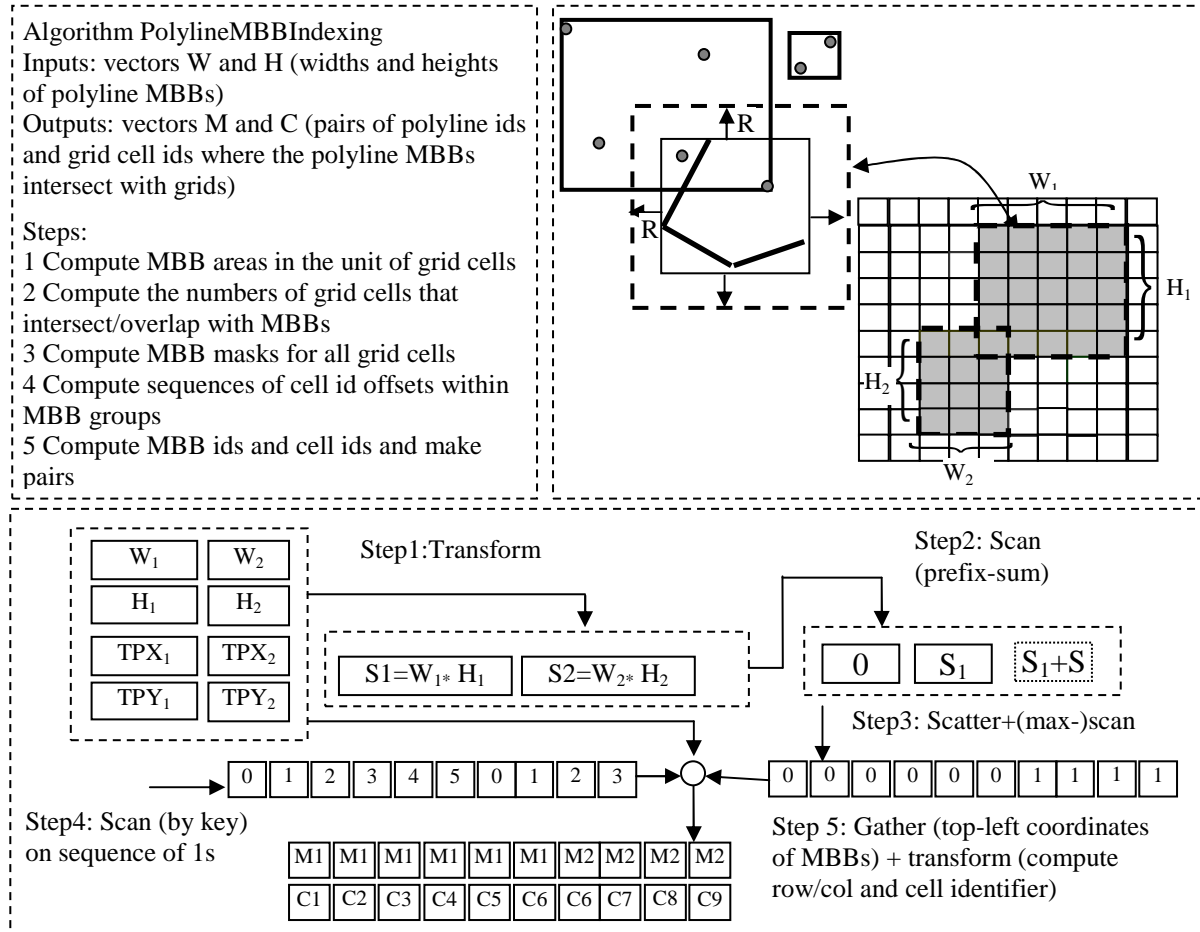 Algorithm PolylineMBBIndexing
Inputs: vectors W and H (widths and heights
of polyline MBBs)
Outputs: vectors M and C (pairs of polyline ids
and grid cell ids where the polyline MBBs
intersect with grids)
Steps:
1 Compute MBB areas in the unit of grid cells
2 Compute the numbers of grid cells that
intersect/overlap with MBBs
3 Compute MBB masks for all grid cells
4 Compute sequences of cell id offsets within
MBB groups
5 Compute MBB ids and cell ids and make
pairs
R
R
W₁
H₁
H₂
W₂
W₁ W₂
H₁ H₂
TPX₁ TPX₂
TPY₁ TPY₂
Step1:Transform
S1=W₁* H₁ S2=W₂* H₂
Step2: Scan
(prefix-sum)
0 S₁ S₁+S
Step3: Scatter+(max-)scan
0 1 2 3 4 5 0 1 2 3
0 0 0 0 0 0 1 1 1 1
Step4: Scan (by key)
on sequence of 1s
M1 M1 M1 M1 M1 M1 M2 M2 M2 M2
C1 C2 C3 C4 C5 C6 C6 C7 C8 C9
Step 5: Gather (top-left coordinates
of MBBs) + transform (compute
row/col and cell identifier)